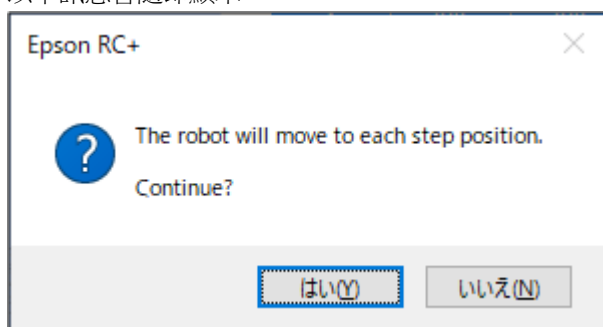 Epson RC+
The robot will move to each step position.
Continue?
はい(Y)
いいえ(N)